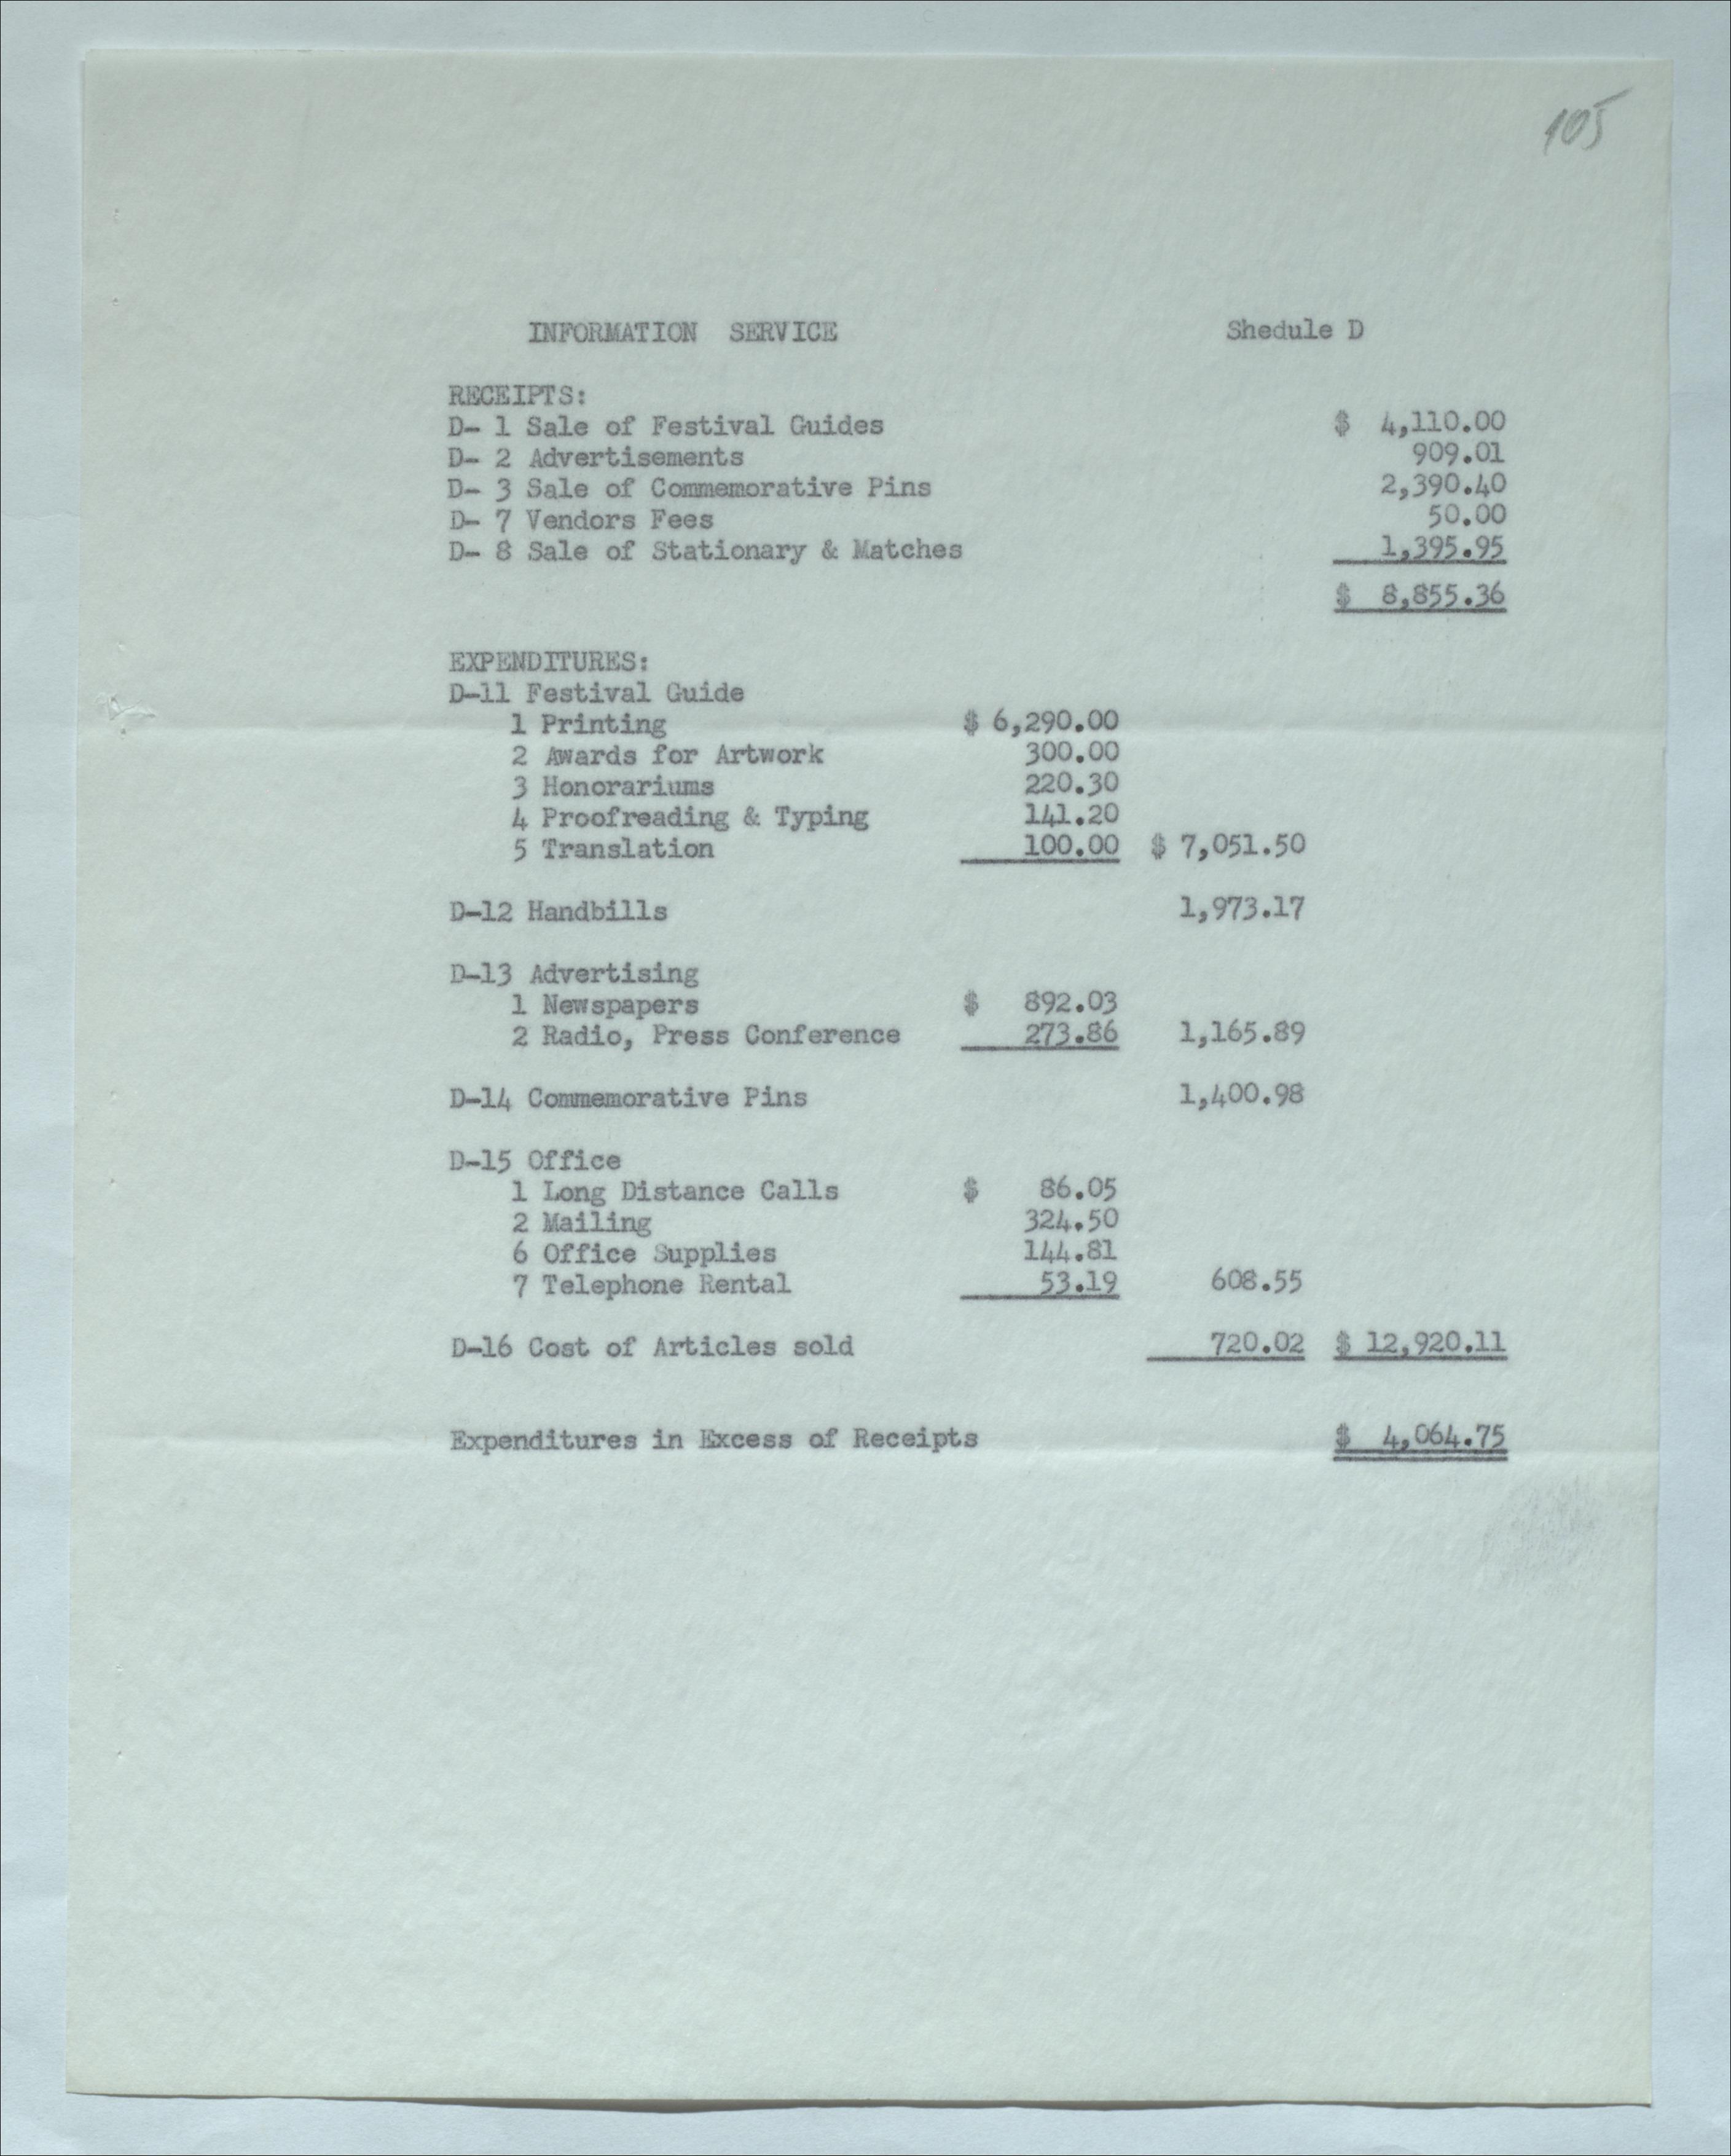 105
INFORMATION SERVICE Shedule D
RECEIPTS:
D- 1 Sale of Festival Guides $ 4,110.00
D- 2 Advertisements 909.01
D- 3 Sale of Commemorative Pins 2,390.40
D- 7 Vendors Fees 50.00
D- 8 Sale of Stationary & Matches 1,395.95
$ 8,855.36
EXPENDITURES:
D-11 Festival Guide
1 Printing $ 6,290.00
2 Awards for Artwork 300.00
3 Honorariums 220.30
4 Proofreading & Typing 141.20
5 Translation 100.00 $ 7,051.50
D-12 Handbills 1,973.17
D-13 Advertising
1 Newspapers $ 892.03
2 Radio, Press Conference 273.86 1,165.89
D-14 Commemorative Pins 1,400.98
D-15 Office
1 Long Distance Calls $ 86.05
2 Mailing 324.50
6 Office Supplies 144.81
7 Telephone Rental 53.19 608.55
D-16 Cost of Articles sold 720.02 $ 12,920.11
Expenditures in Excess of Receipts $ 4,064.75